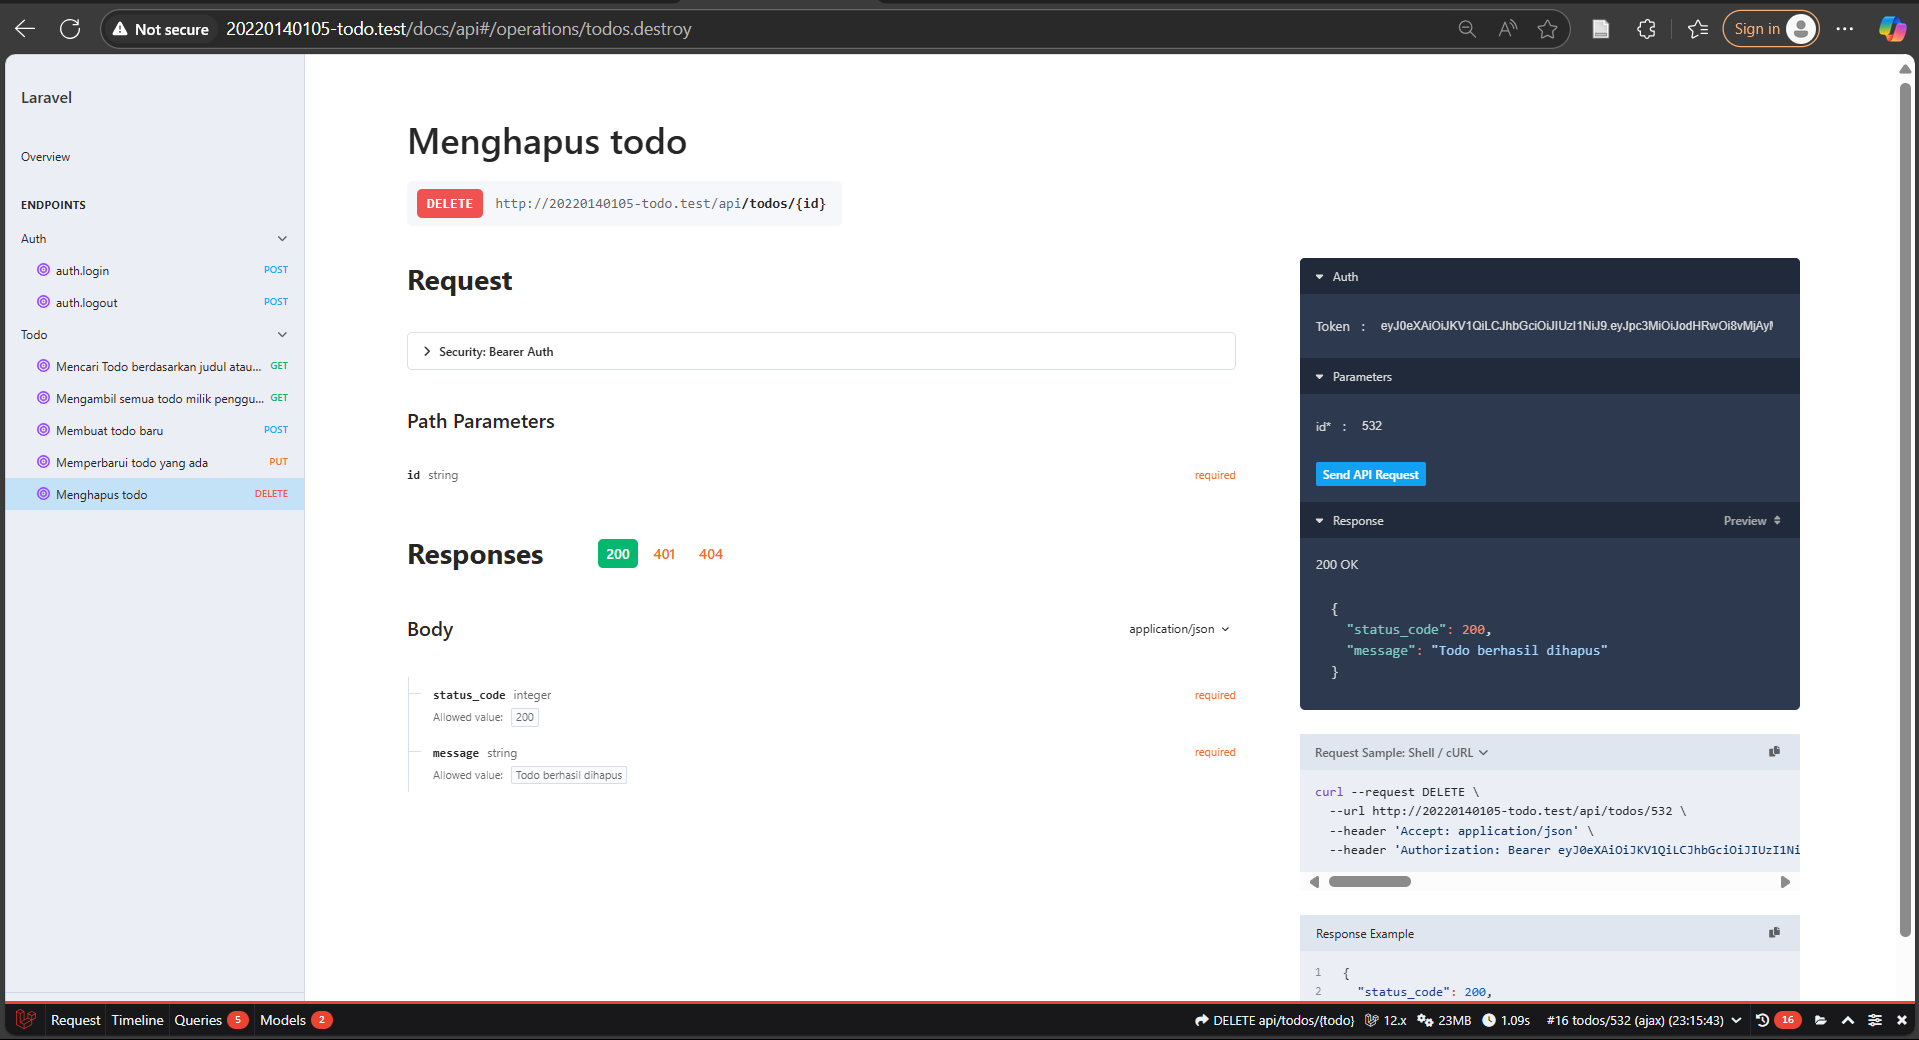 Not secure
20220140105-todo.test/docs/api#/operations/todos.destroy
Sign in
Laravel
Overview
ENDPOINTS
Auth
auth.login POST
auth.logout POST
Todo
Mencari Todo berdasarkan judul atau... GET
Mengambil semua todo milik penggu... GET
Membuat todo baru POST
Memperbarui todo yang ada PUT
Menghapus todo DELETE
Menghapus todo
DELETE http://20220140105-todo.test/api/todos/{id}
Request
Security: Bearer Auth
Path Parameters
id string required
Responses 200 401 404
Body application/json
status_code integer required
Allowed value: 200
message string required
Allowed value: Todo berhasil dihapus
Auth
Token : eyJ0eXAiOiJKV1QiLCJhbGciOiJIUzI1NiJ9.eyJpc3MiOiJodHRwOi8vMjAyM
Parameters
id* : 532
Send API Request
Response Preview
200 OK
{
"status_code": 200,
"message": "Todo berhasil dihapus"
}
Request Sample: Shell / cURL
curl --request DELETE \
--url http://20220140105-todo.test/api/todos/532 \
--header 'Accept: application/json' \
--header 'Authorization: Bearer eyJ0eXAiOiJKV1QiLCJhbGciOiJIUzI1Ni
Response Example
1 {
2 "status_code": 200,
Request Timeline Queries 5 Models 2
DELETE api/todos/{todo} 12.x 23MB 1.09s #16 todos/532 (ajax) (23:15:43) 16